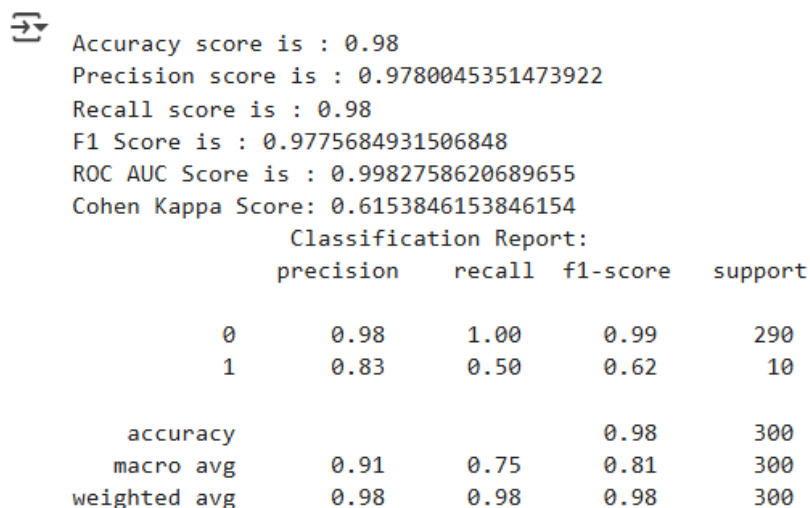 Accuracy score is : 0.98
Precision score is : 0.9780045351473922
Recall score is : 0.98
F1 Score is : 0.9775684931506848
ROC AUC Score is : 0.9982758620689655
Cohen Kappa Score: 0.6153846153846154
Classification Report:
precision recall f1-score support
0 0.98 1.00 0.99 290
1 0.83 0.50 0.62 10
accuracy 0.98 300
macro avg 0.91 0.75 0.81 300
weighted avg 0.98 0.98 0.98 300